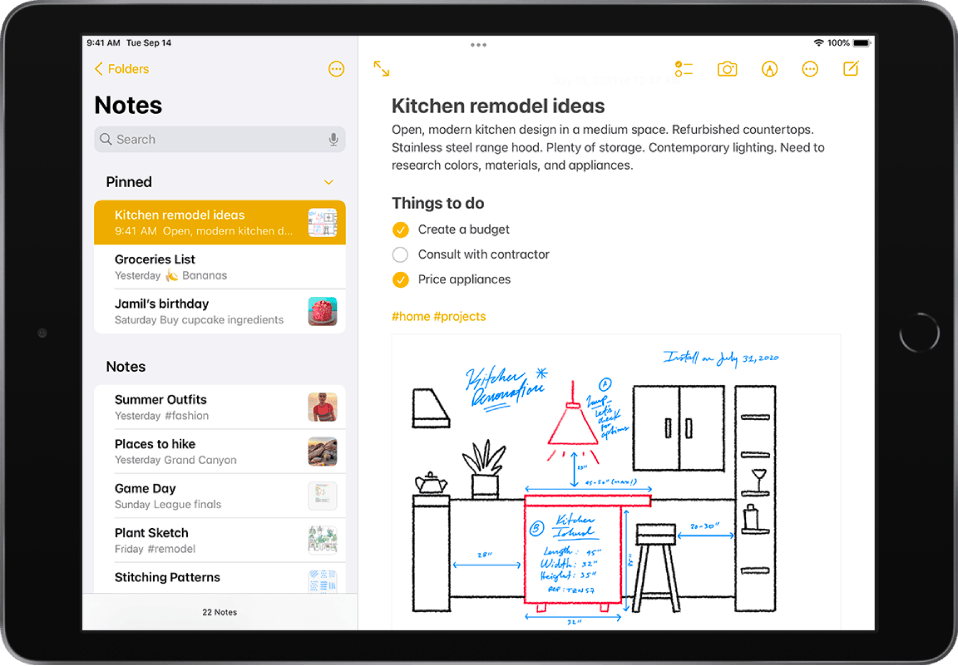 9:41 AM Tue Sep 14
100%
Folders
Notes
Search
Pinned
Kitchen remodel ideas
9:41 AM Open, modern kitchen d...
Groceries List
Yesterday 🍌 Bananas
Jamil's birthday
Saturday Buy cupcake ingredients
Notes
Summer Outfits
Yesterday #fashion
Places to hike
Yesterday Grand Canyon
Game Day
Sunday League finals
Plant Sketch
Friday #remodel
Stitching Patterns
22 Notes
Kitchen remodel ideas
Open, modern kitchen design in a medium space. Refurbished countertops.
Stainless steel range hood. Plenty of storage. Contemporary lighting. Need to
research colors, materials, and appliances.
Things to do
Create a budget
Consult with contractor
Price appliances
#home #projects
Install on July 31, 2020
Kitchen
Renovation
A
Lamp -
Let's
check
for
options
(max!)
B
Kitchen
Island
Length: 95"
Width: 32"
Height: 35"
REF: TRN57
28"
20-30"
32"